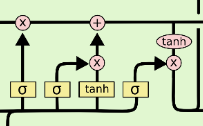 × +
tanh
× ×
σ σ tanh σ